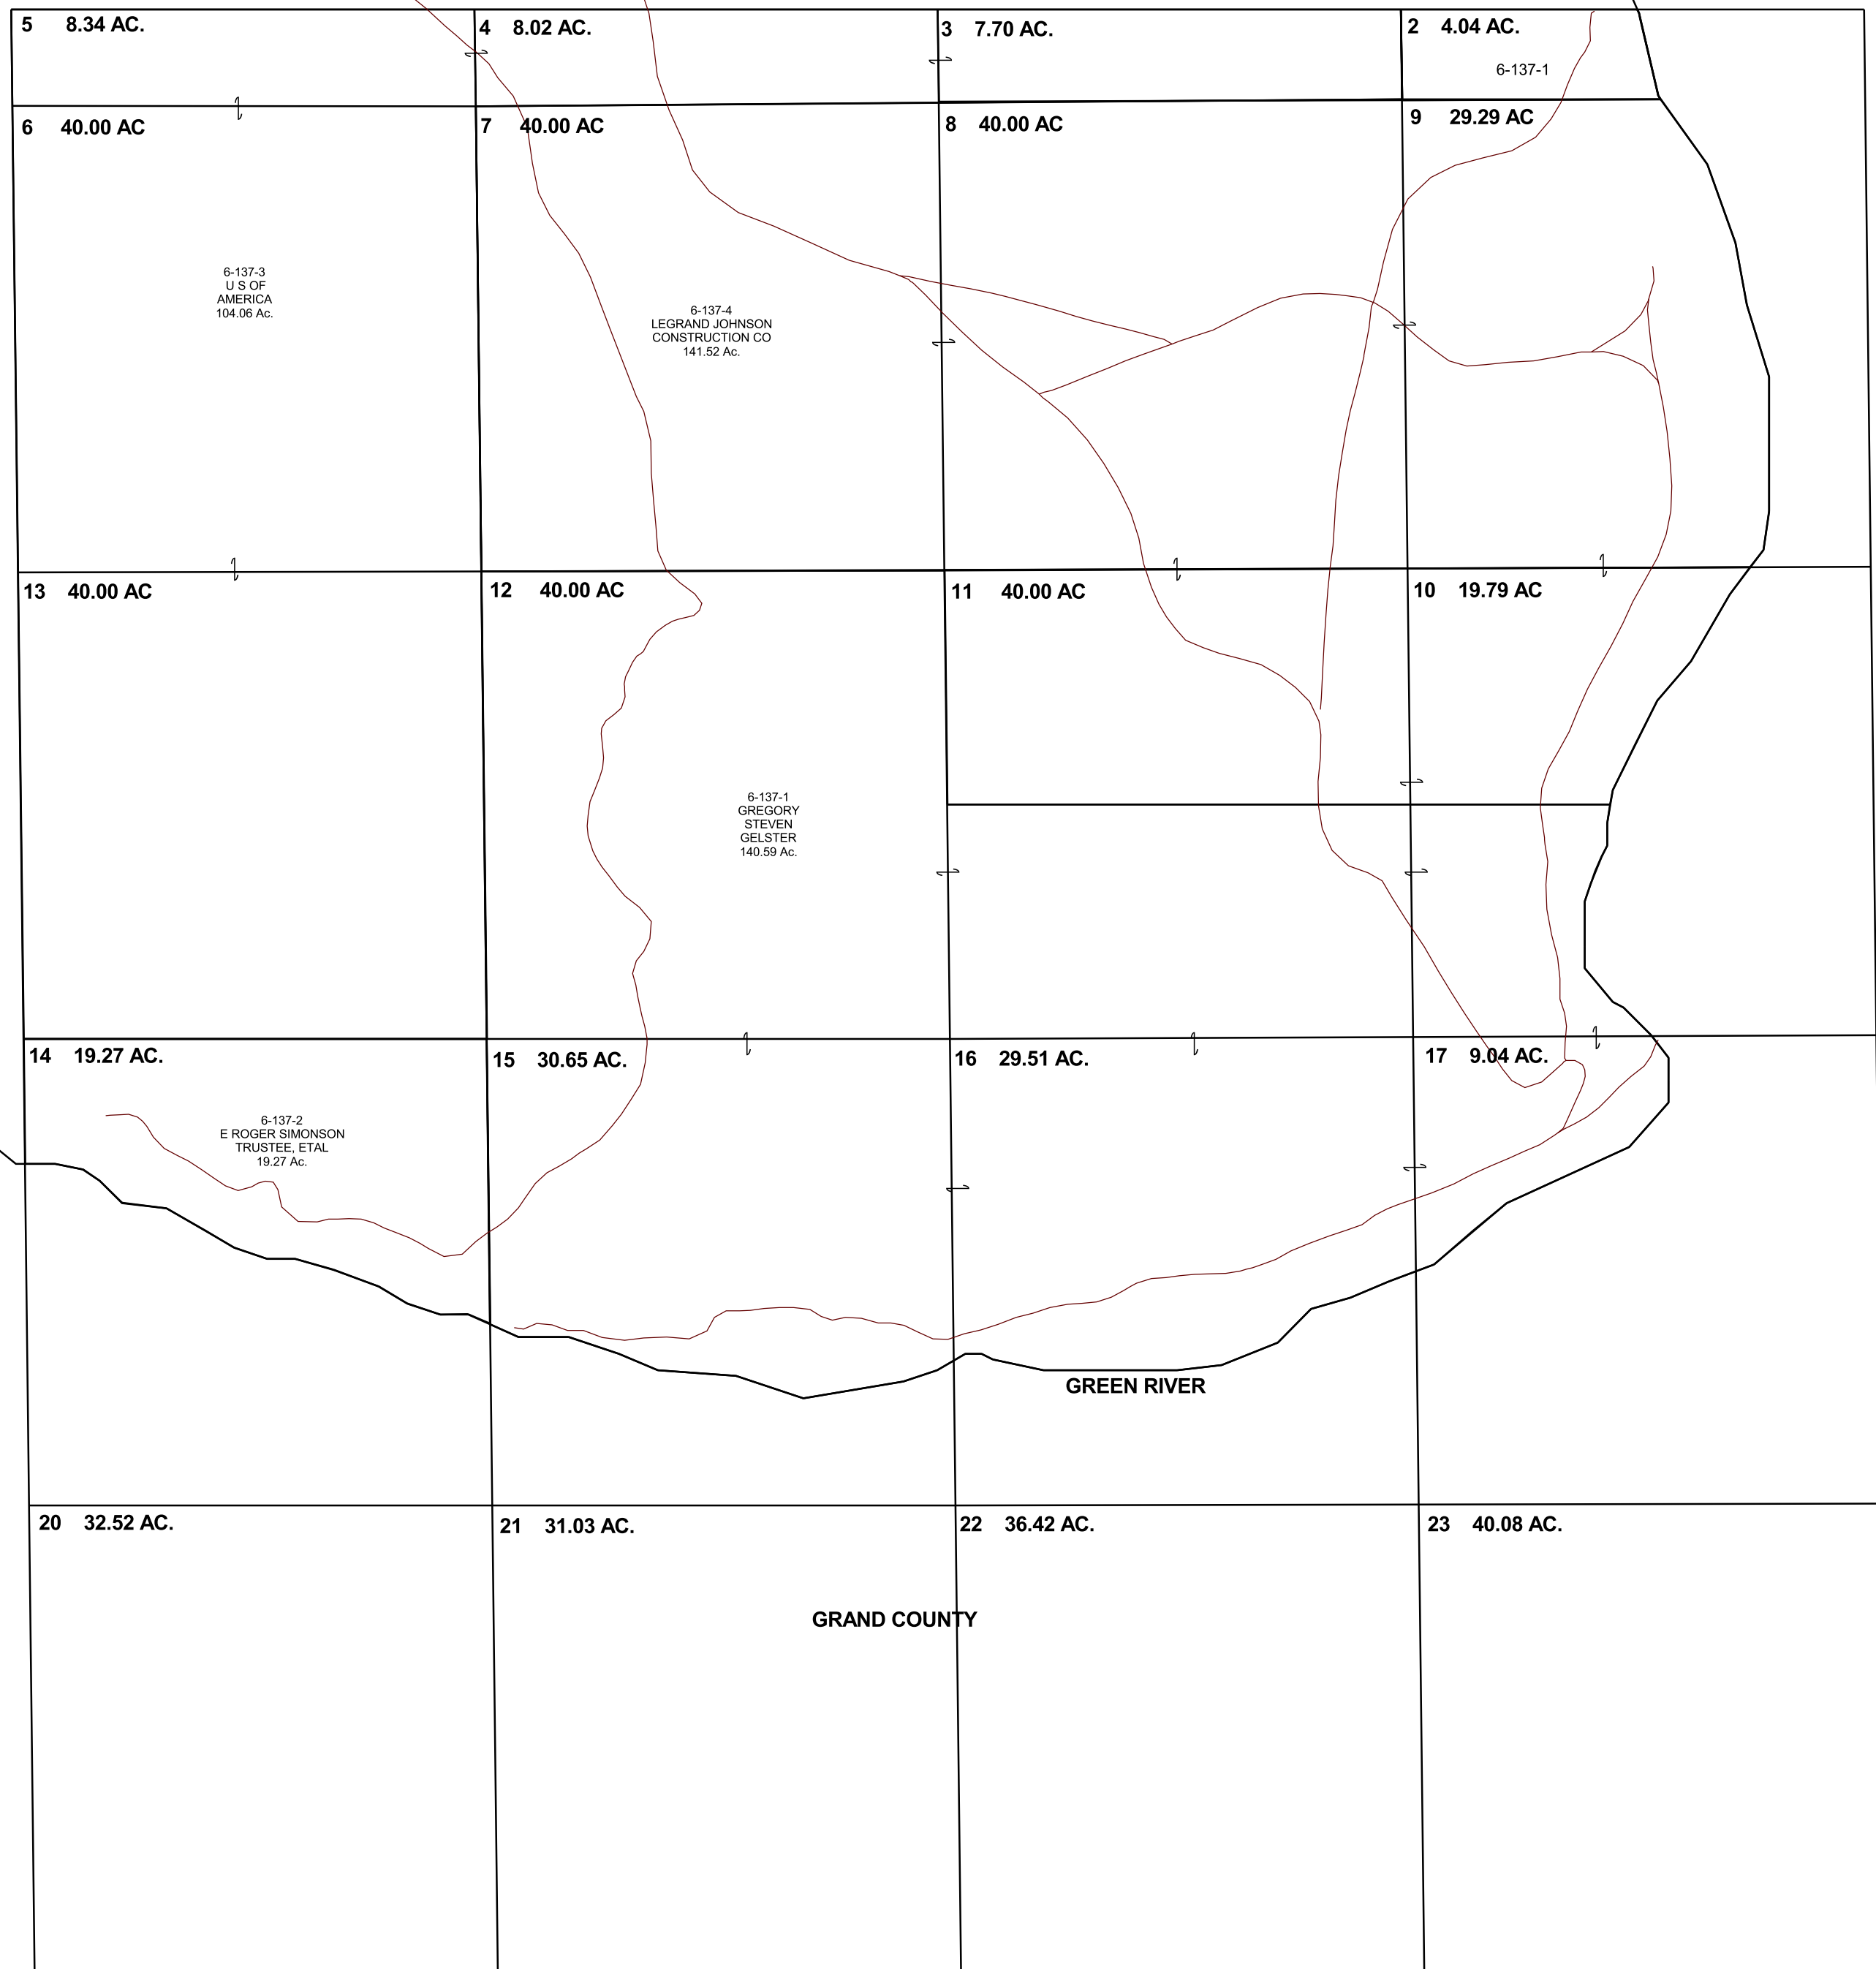 5 8.34 AC.
4 8.02 AC.
3 7.70 AC.
2 4.04 AC.
6-137-1
6 40.00 AC
7 40.00 AC
8 40.00 AC
9 29.29 AC
6-137-3
U S OF
AMERICA
104.06 Ac.
6-137-4
LEGRAND JOHNSON
CONSTRUCTION CO
141.52 Ac.
13 40.00 AC
12 40.00 AC
11 40.00 AC
10 19.79 AC
6-137-1
GREGORY
STEVEN
GELSTER
140.59 Ac.
14 19.27 AC.
15 30.65 AC.
16 29.51 AC.
17 9.04 AC.
6-137-2
E ROGER SIMONSON
TRUSTEE, ETAL
19.27 Ac.
GREEN RIVER
20 32.52 AC.
21 31.03 AC.
22 36.42 AC.
23 40.08 AC.
GRAND COUNTY